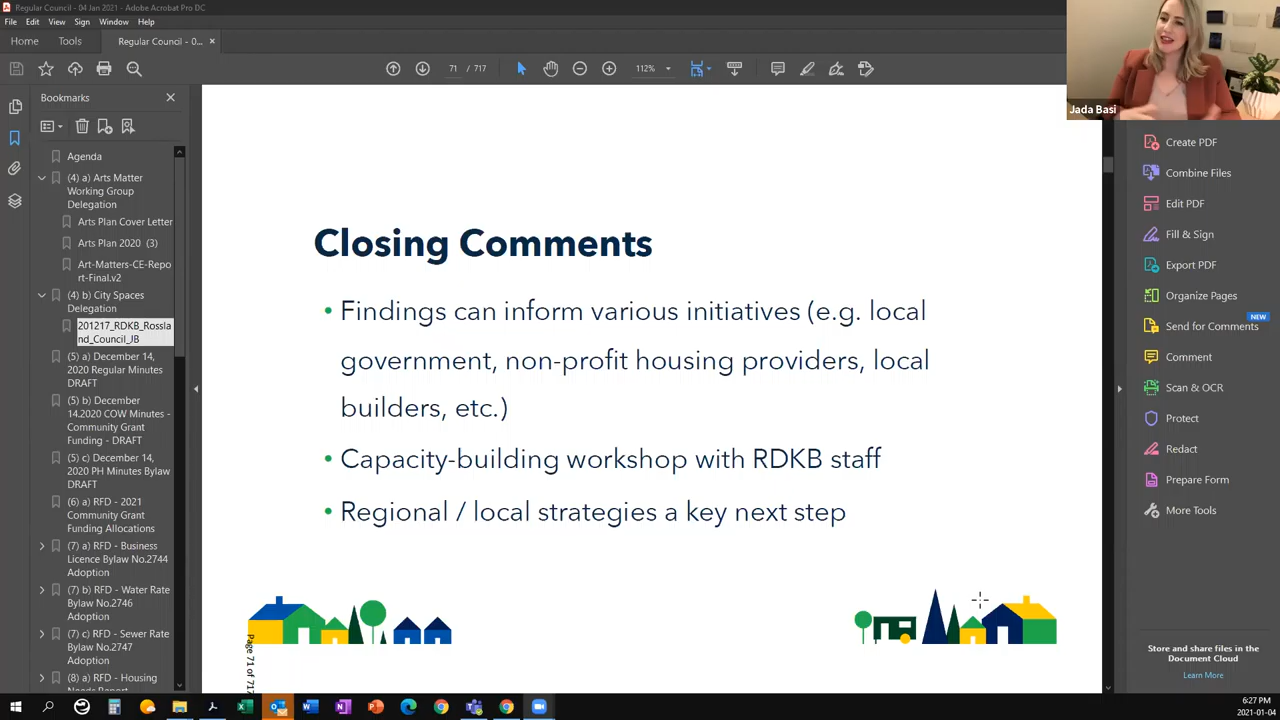 Regular Council - 04 Jan 2021 - Adobe Acrobat Pro DC
File Edit View Sign Window Help
Home Tools Regular Council - 0... ×
71 / 717 112%
Jada Basi
Bookmarks
Agenda
(4) a) Arts Matter
Working Group
Delegation
Arts Plan Cover Letter
Arts Plan 2020 (3)
Art-Matters-CE-Repo
rt-Final.v2
(4) b) City Spaces
Delegation
201217_RDKB_Rossla
nd_Council_JB
(5) a) December 14,
2020 Regular Minutes
DRAFT
(5) b) December
14.2020 COW Minutes -
Community Grant
Funding - DRAFT
(5) c) December 14,
2020 PH Minutes Bylaw
DRAFT
(6) a) RFD - 2021
Community Grant
Funding Allocations
(7) a) RFD - Business
Licence Bylaw No.2744
Adoption
(7) b) RFD - Water Rate
Bylaw No.2746
Adoption
(7) c) RFD - Sewer Rate
Bylaw No.2747
Adoption
(8) a) RFD - Housing
Needs Report
Closing Comments
• Findings can inform various initiatives (e.g. local
government, non-profit housing providers, local
builders, etc.)
• Capacity-building workshop with RDKB staff
• Regional / local strategies a key next step
Page 71 of 717
Create PDF
Combine Files
Edit PDF
Fill & Sign
Export PDF
Organize Pages
NEW
Send for Comments
Comment
Scan & OCR
Protect
Redact
Prepare Form
More Tools
Store and share files in the
Document Cloud
Learn More
6:27 PM
2021-01-04